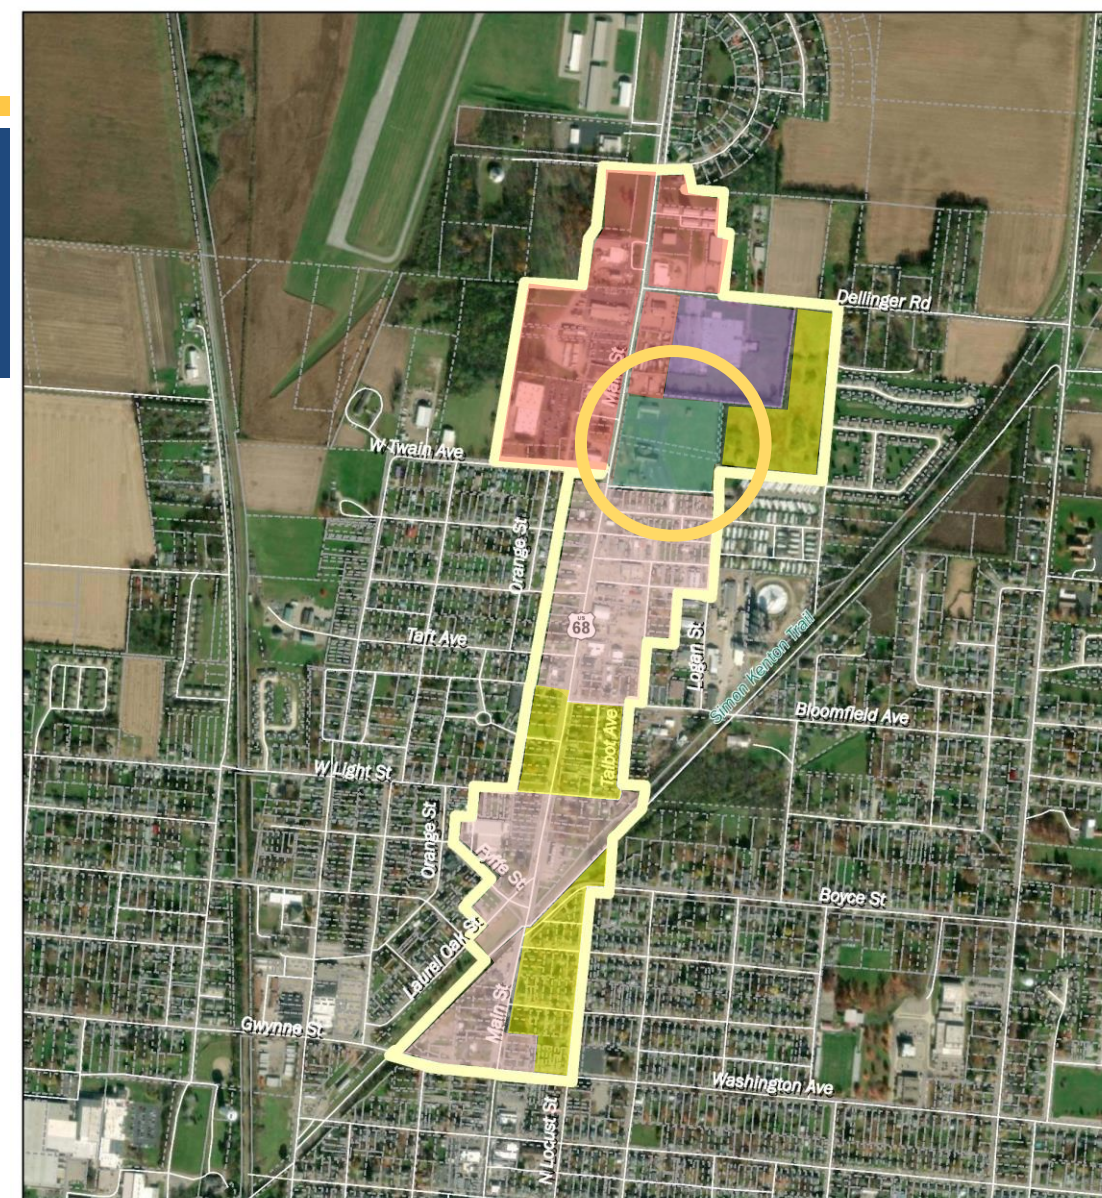 Dellinger Rd
Main St
W Twain Ave
Orange St
US
68
Taft Ave
Logan St
Simon Kenton Trail
Bloomfield Ave
Talbot Ave
W Light St
Orange St
Fyffe St
Boyce St
Laurel Oak St
Main St
Gwynne St
Washington Ave
N Locust St